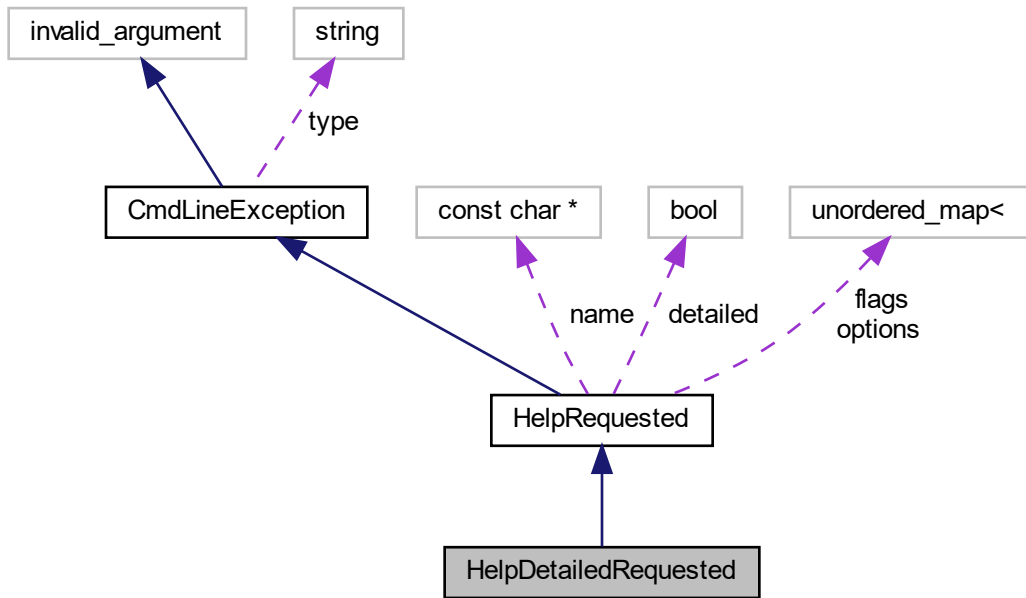 invalid_argument
string
type
CmdLineException
const char *
bool
unordered_map<
name
detailed
flags
options
HelpRequested
HelpDetailedRequested